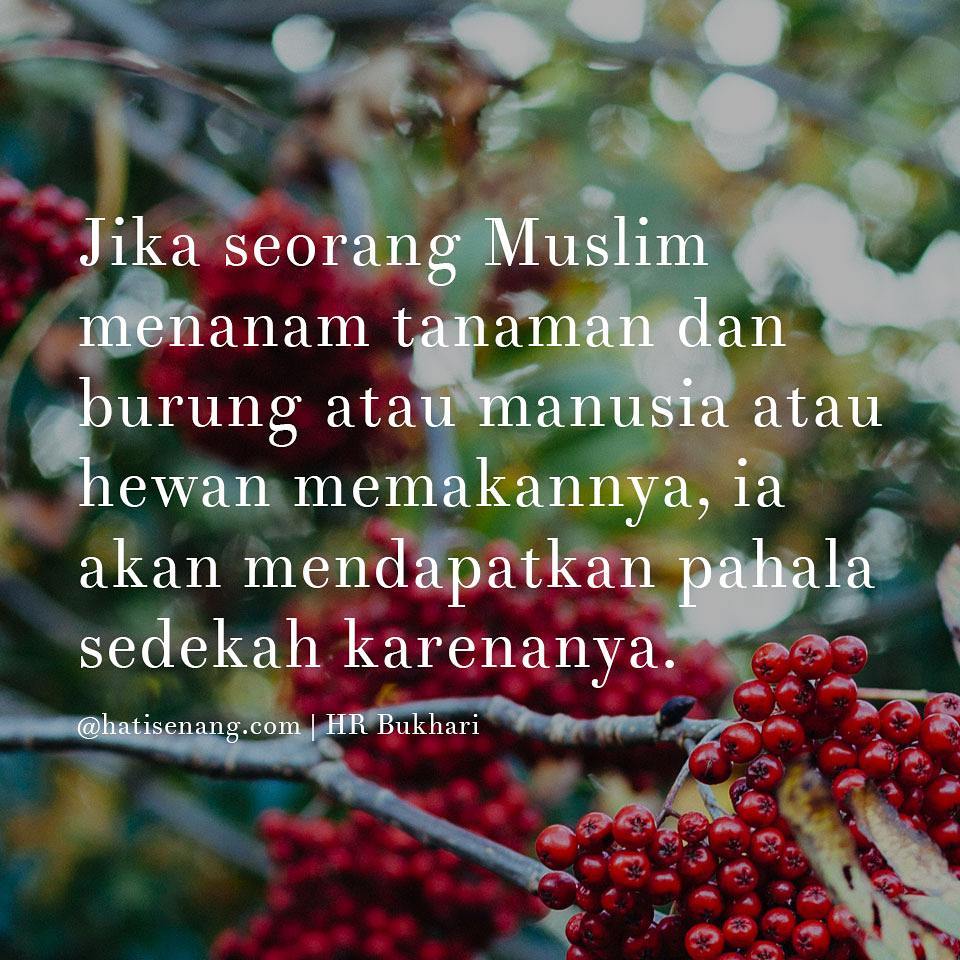 Jika seorang Muslim
menanam tanaman dan
burung atau manusia atau
hewan memakannya, ia
akan mendapatkan pahala
sedekah karenanya.
@hatisenang.com | HR Bukhari